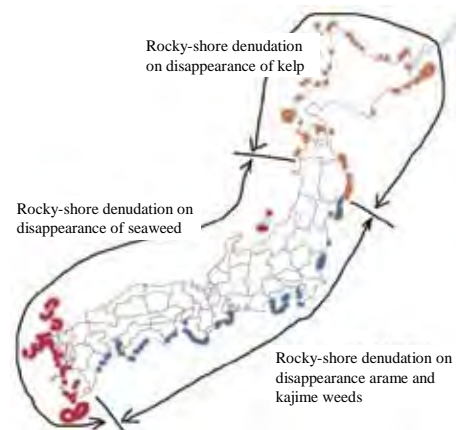 Rocky-shore denudation
on disappearance of kelp
Rocky-shore denudation on
disappearance of seaweed
Rocky-shore denudation on
disappearance arame and
kajime weeds